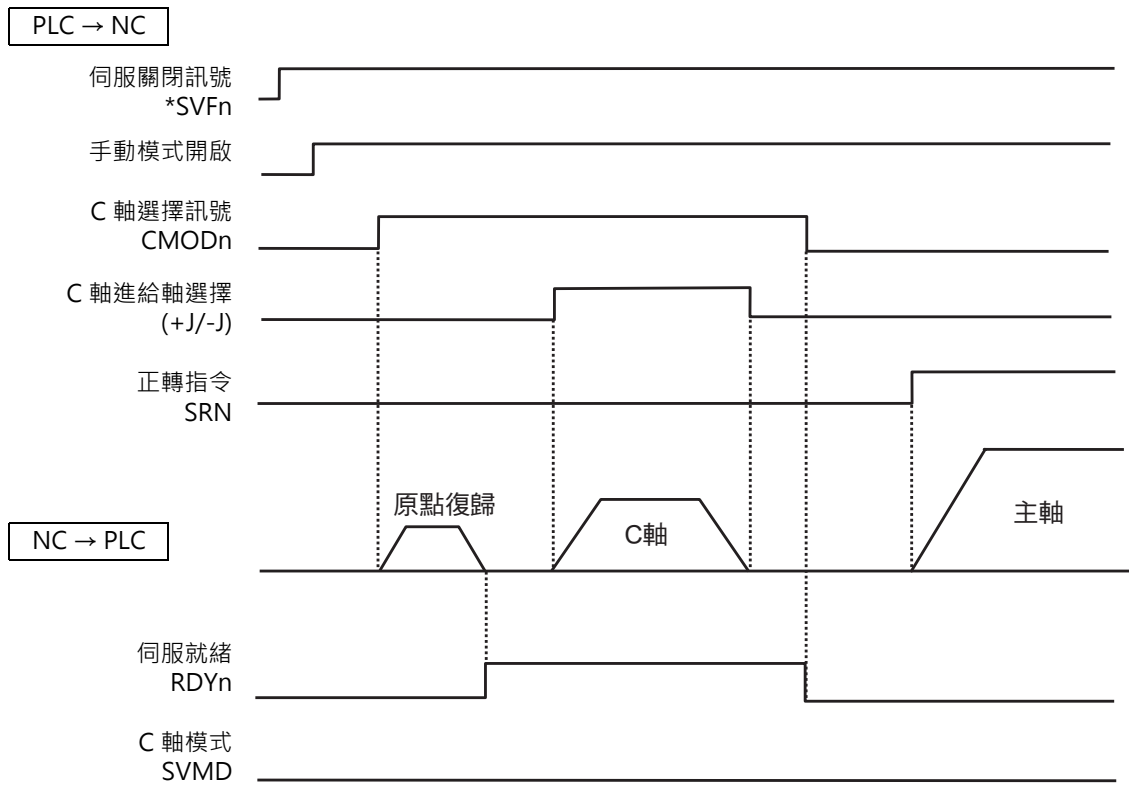 PLC → NC
伺服關閉訊號
*SVFn
手動模式開啟
C 軸選擇訊號
CMODn
C 軸進給軸選擇
(+J/-J)
正轉指令
SRN
原點復歸
C軸
主軸
NC → PLC
伺服就緒
RDYn
C 軸模式
SVMD